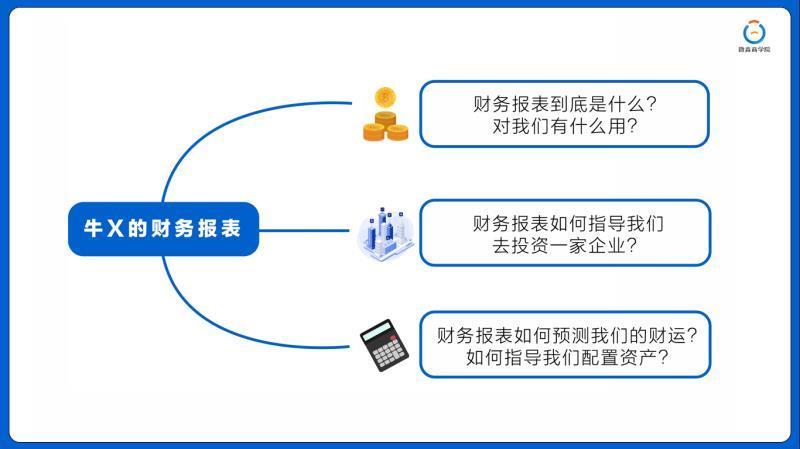 微淼商学院
财务报表到底是什么?
对我们有什么用?
牛X的财务报表
财务报表如何指导我们
去投资一家企业?
财务报表如何预测我们的财运?
如何指导我们配置资产?